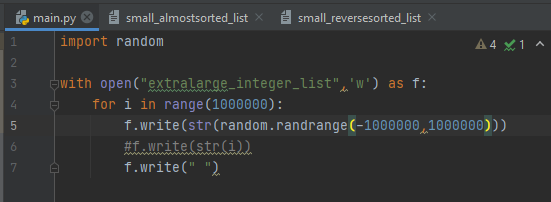 main.py × small_almostsorted_list × small_reversesorted_list ×
1 import random 4 1
2
3 with open("extralarge_integer_list",'w') as f:
4 for i in range(1000000):
5 f.write(str(random.randrange(-1000000,1000000)))
6 #f.write(str(i))
7 f.write(" ")